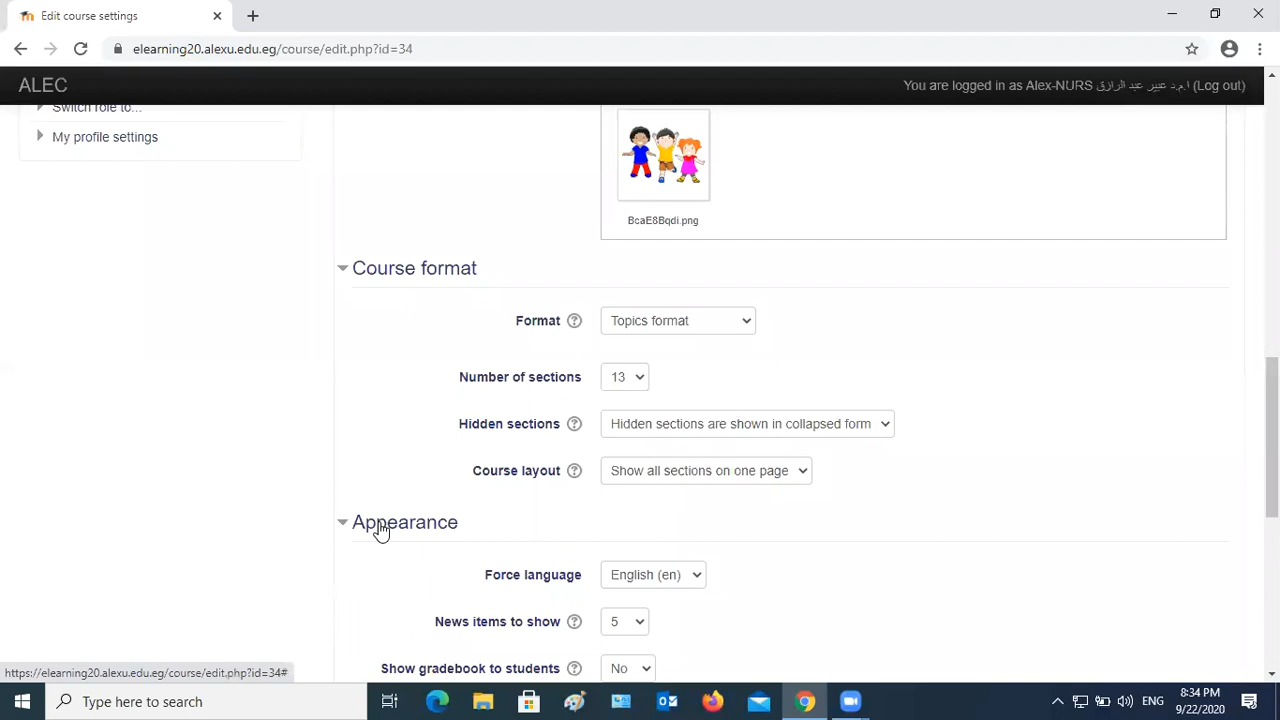 Edit course settings
elearning20.alexu.edu.eg/course/edit.php?id=34
ALEC
You are logged in as Alex-NURS ا.م.د عبير عبد الرازق (Log out)
Switch role to...
My profile settings
BcaE8Bqdi.png
Course format
Format
Topics format
Number of sections
13
Hidden sections
Hidden sections are shown in collapsed form
Course layout
Show all sections on one page
Appearance
Force language
English (en)
News items to show
5
Show gradebook to students
No
https://elearning20.alexu.edu.eg/course/edit.php?id=34#
Type here to search
ENG
8:34 PM
9/22/2020